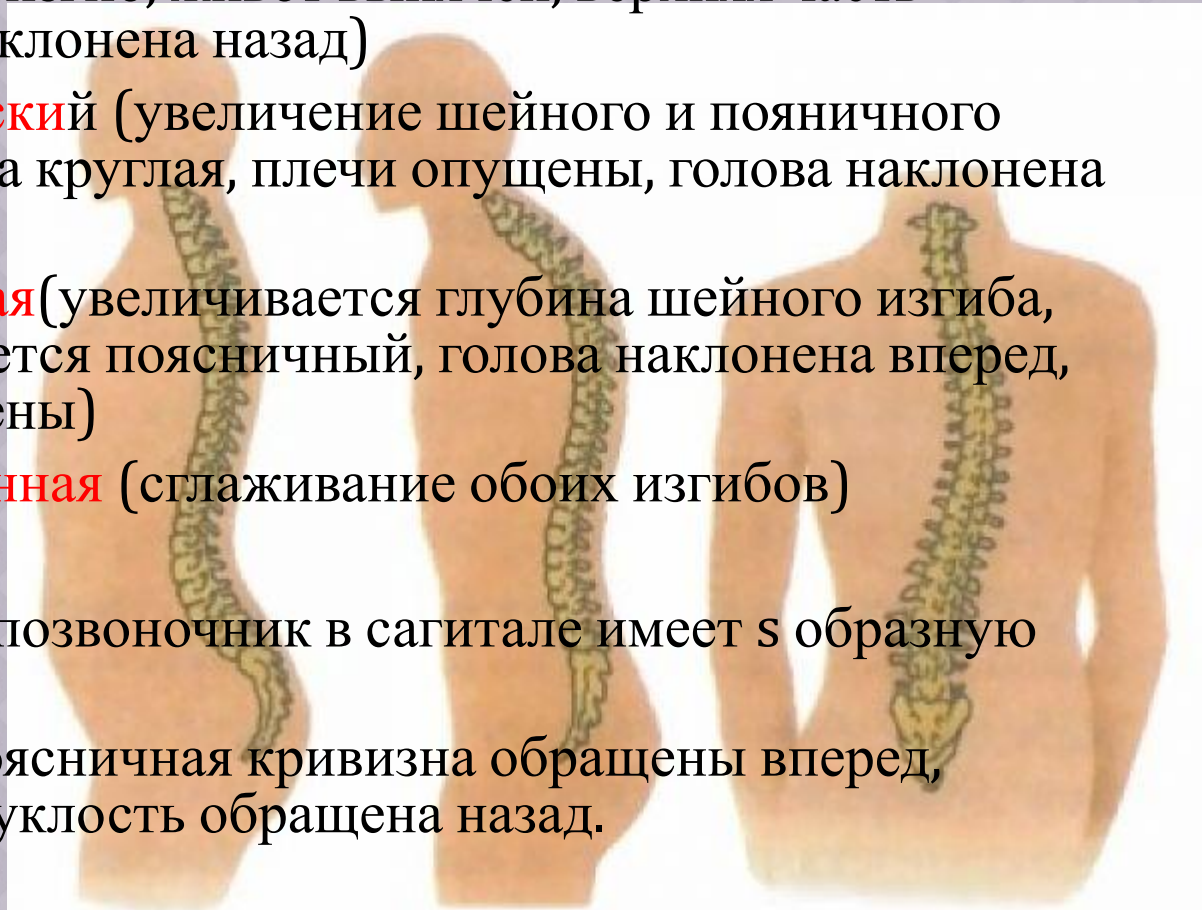 клонена назад)
ский (увеличение шейного и пояничного
а круглая, плечи опущены, голова наклонена
ая(увеличивается глубина шейного изгиба,
ется поясничный, голова наклонена вперед,
ены)
нная (сглаживание обоих изгибов)
позвоночник в сагитале имеет s образную
ясничная кривизна обращены вперед,
уклость обращена назад.